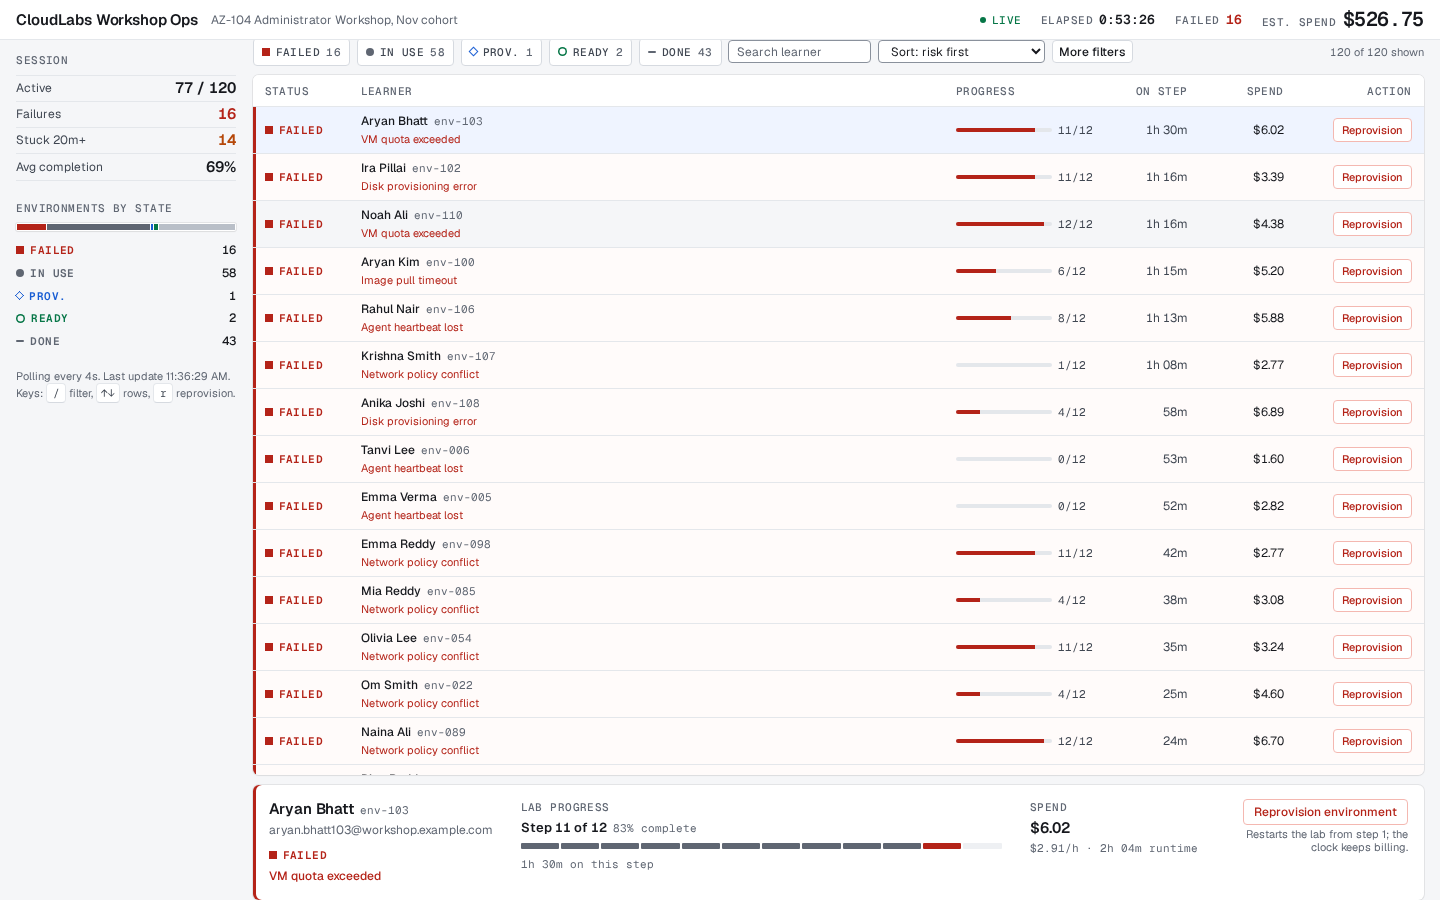 CloudLabs Workshop Ops AZ-104 Administrator Workshop, Nov cohort LIVE ELAPSED 0:53:26 FAILED 16 EST. SPEND $526.75
SESSION
Active 77 / 120
Failures 16
Stuck 20m+ 14
Avg completion 69%
ENVIRONMENTS BY STATE
FAILED 16
IN USE 58
PROV. 1
READY 2
DONE 43
Polling every 4s. Last update 11:36:29 AM.
Keys: / filter, ↑↓ rows, r reprovision.
FAILED 16 IN USE 58 PROV. 1 READY 2 DONE 43 Search learner Sort: risk first More filters 120 of 120 shown
STATUS LEARNER PROGRESS ON STEP SPEND ACTION
FAILED Aryan Bhatt env-103 11/12 1h 30m $6.02 Reprovision
VM quota exceeded
FAILED Ira Pillai env-102 11/12 1h 16m $3.39 Reprovision
Disk provisioning error
FAILED Noah Ali env-110 12/12 1h 16m $4.38 Reprovision
VM quota exceeded
FAILED Aryan Kim env-100 6/12 1h 15m $5.20 Reprovision
Image pull timeout
FAILED Rahul Nair env-106 8/12 1h 13m $5.88 Reprovision
Agent heartbeat lost
FAILED Krishna Smith env-107 1/12 1h 08m $2.77 Reprovision
Network policy conflict
FAILED Anika Joshi env-108 4/12 58m $6.89 Reprovision
Disk provisioning error
FAILED Tanvi Lee env-006 0/12 53m $1.60 Reprovision
Agent heartbeat lost
FAILED Emma Verma env-005 0/12 52m $2.82 Reprovision
Agent heartbeat lost
FAILED Emma Reddy env-098 11/12 42m $2.77 Reprovision
Network policy conflict
FAILED Mia Reddy env-085 4/12 38m $3.08 Reprovision
Network policy conflict
FAILED Olivia Lee env-054 11/12 35m $3.24 Reprovision
Network policy conflict
FAILED Om Smith env-022 4/12 25m $4.60 Reprovision
Network policy conflict
FAILED Naina Ali env-089 12/12 24m $6.70 Reprovision
Network policy conflict
Aryan Bhatt env-103
aryan.bhatt103@workshop.example.com
FAILED
VM quota exceeded
LAB PROGRESS
Step 11 of 12 83% complete
1h 30m on this step
SPEND
$6.02
$2.91/h · 2h 04m runtime
Reprovision environment
Restarts the lab from step 1; the
clock keeps billing.